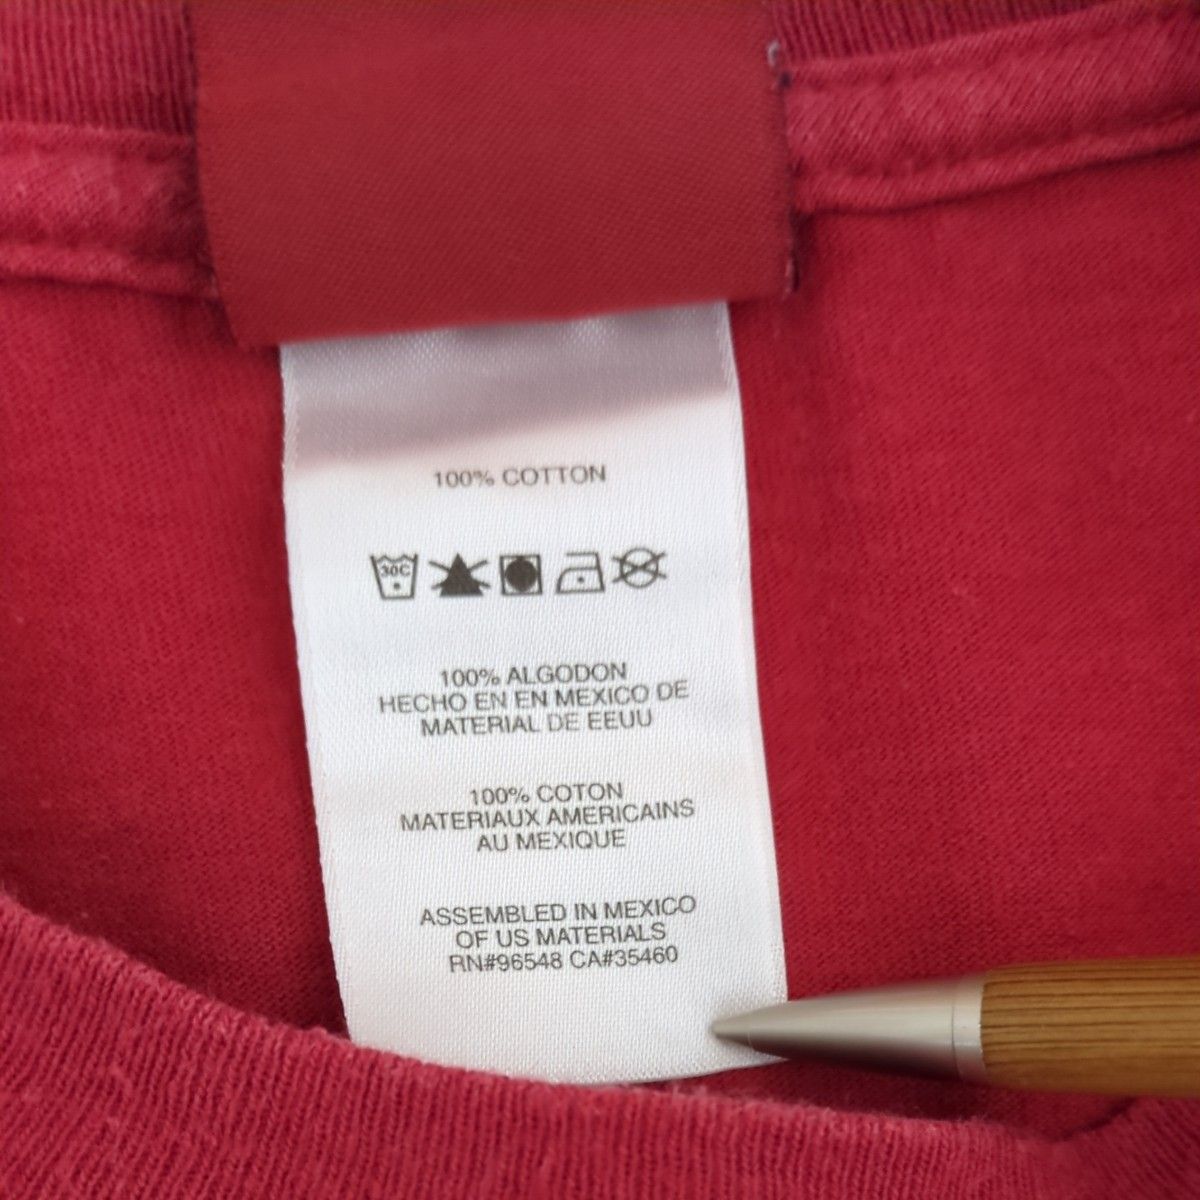 100% COTTON
30C
100% ALGODON
HECHO EN EN MEXICO DE
MATERIAL DE EEUU
100% COTON
MATERIAUX AMERICAINS
AU MEXIQUE
ASSEMBLED IN MEXICO
OF US MATERIALS
RN#96548 CA#35460